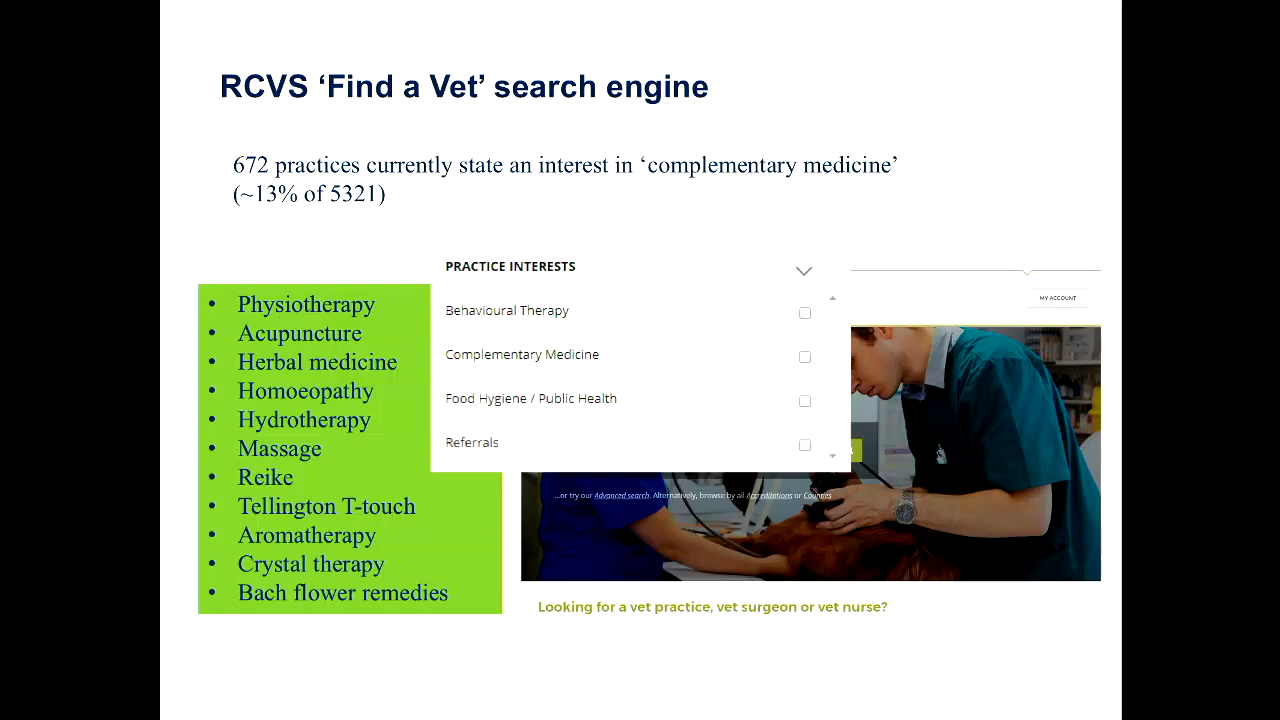 RCVS ‘Find a Vet’ search engine
672 practices currently state an interest in ‘complementary medicine’
(~13% of 5321)
• Physiotherapy
• Acupuncture
• Herbal medicine
• Homoeopathy
• Hydrotherapy
• Massage
• Reike
• Tellington T-touch
• Aromatherapy
• Crystal therapy
• Bach flower remedies
PRACTICE INTERESTS
Behavioural Therapy
Complementary Medicine
Food Hygiene / Public Health
Referrals
MY ACCOUNT
...or try our Advanced search. Alternatively, browse by all Accreditations or Counties
Looking for a vet practice, vet surgeon or vet nurse?